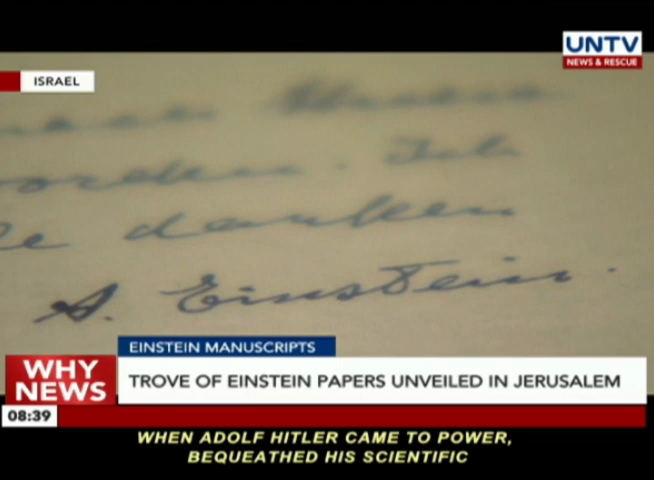 UNTV
NEWS & RESCUE
ISRAEL
danken
A. Einstein.
EINSTEIN MANUSCRIPTS
WHY
NEWS
TROVE OF EINSTEIN PAPERS UNVEILED IN JERUSALEM
08:39
WHEN ADOLF HITLER CAME TO POWER,
BEQUEATHED HIS SCIENTIFIC